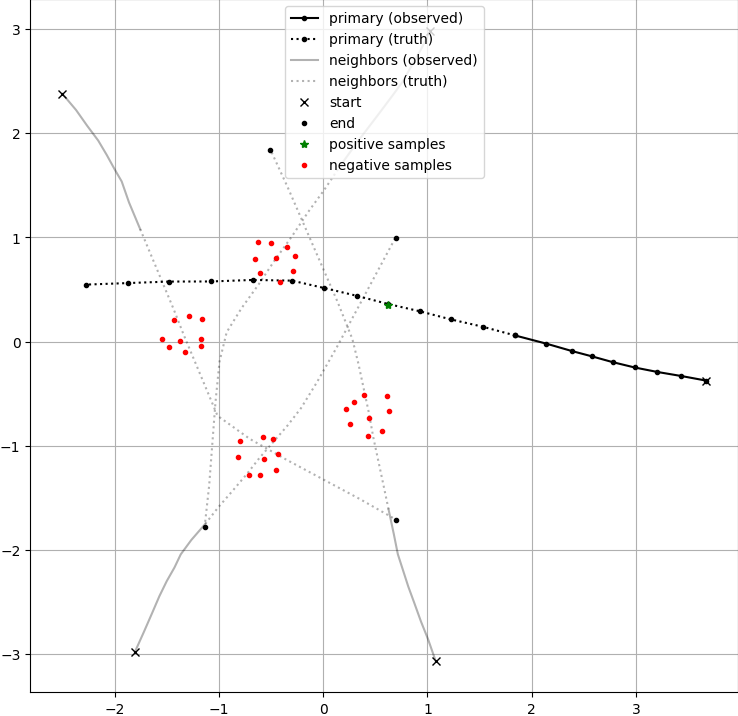 primary (observed)
primary (truth)
neighbors (observed)
neighbors (truth)
start
end
positive samples
negative samples
3
2
1
0
−1
−2
−3
−2
−1
0
1
2
3